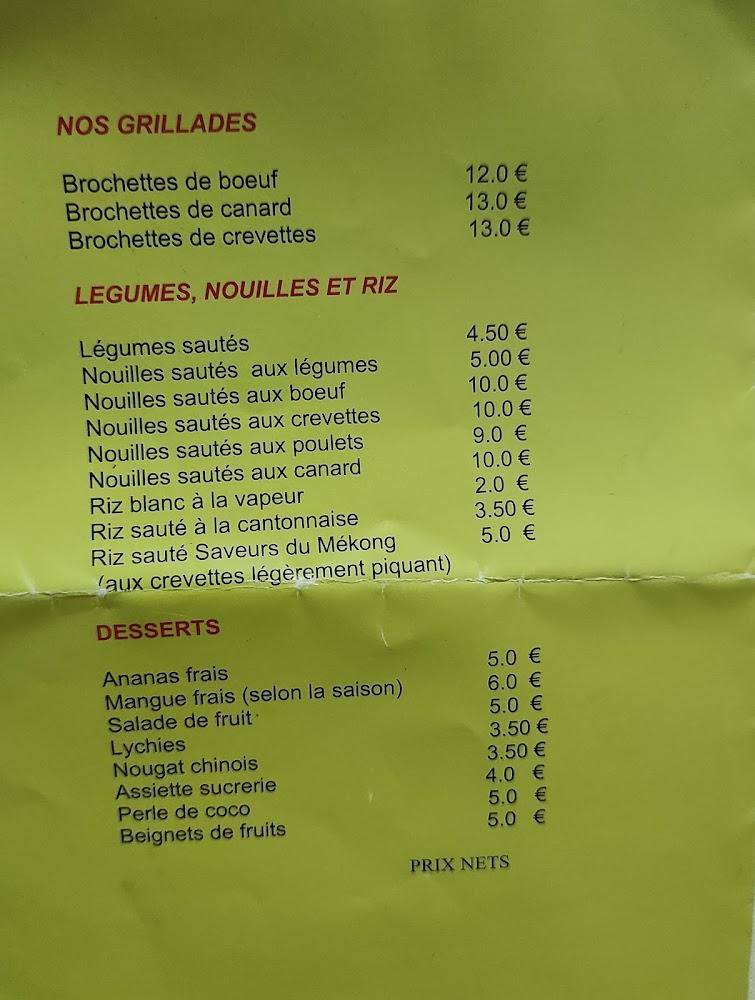 NOS GRILLADES
Brochettes de boeuf 12.0 €
Brochettes de canard 13.0 €
Brochettes de crevettes 13.0 €
LEGUMES, NOUILLES ET RIZ
Légumes sautés 4.50 €
Nouilles sautés aux légumes 5.00 €
Nouilles sautés aux boeuf 10.0 €
Nouilles sautés aux crevettes 10.0 €
Nouilles sautés aux poulets 9.0 €
Nouilles sautés aux canard 10.0 €
Riz blanc à la vapeur 2.0 €
Riz sauté à la cantonnaise 3.50 €
Riz sauté Saveurs du Mékong 5.0 €
(aux crevettes légèrement piquant)
DESSERTS
Ananas frais 5.0 €
Mangue frais (selon la saison) 6.0 €
Salade de fruit 5.0 €
Lychies 3.50 €
Nougat chinois 3.50 €
Assiette sucrerie 4.0 €
Perle de coco 5.0 €
Beignets de fruits 5.0 €
PRIX NETS